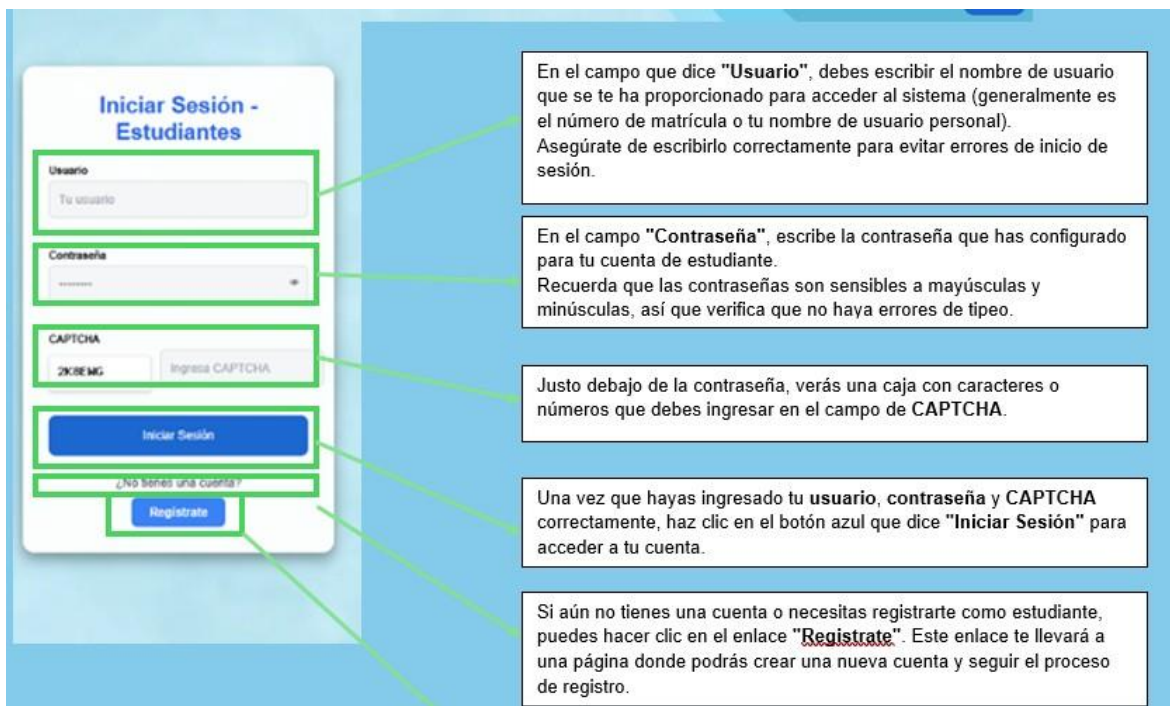 Iniciar Sesión -
Estudiantes
Usuario
Tu usuario
Contraseña
CAPTCHA
2K8EMG
Ingresa CAPTCHA
Iniciar Sesión
¿No tienes una cuenta?
Registrate
En el campo que dice "Usuario", debes escribir el nombre de usuario
que se te ha proporcionado para acceder al sistema (generalmente es
el número de matrícula o tu nombre de usuario personal).
Asegúrate de escribirlo correctamente para evitar errores de inicio de
sesión.
En el campo "Contraseña", escribe la contraseña que has configurado
para tu cuenta de estudiante.
Recuerda que las contraseñas son sensibles a mayúsculas y
minúsculas, así que verifica que no haya errores de tipeo.
Justo debajo de la contraseña, verás una caja con caracteres o
números que debes ingresar en el campo de CAPTCHA.
Una vez que hayas ingresado tu usuario, contraseña y CAPTCHA
correctamente, haz clic en el botón azul que dice "Iniciar Sesión" para
acceder a tu cuenta.
Si aún no tienes una cuenta o necesitas registrarte como estudiante,
puedes hacer clic en el enlace "Registrate". Este enlace te llevará a
una página donde podrás crear una nueva cuenta y seguir el proceso
de registro.